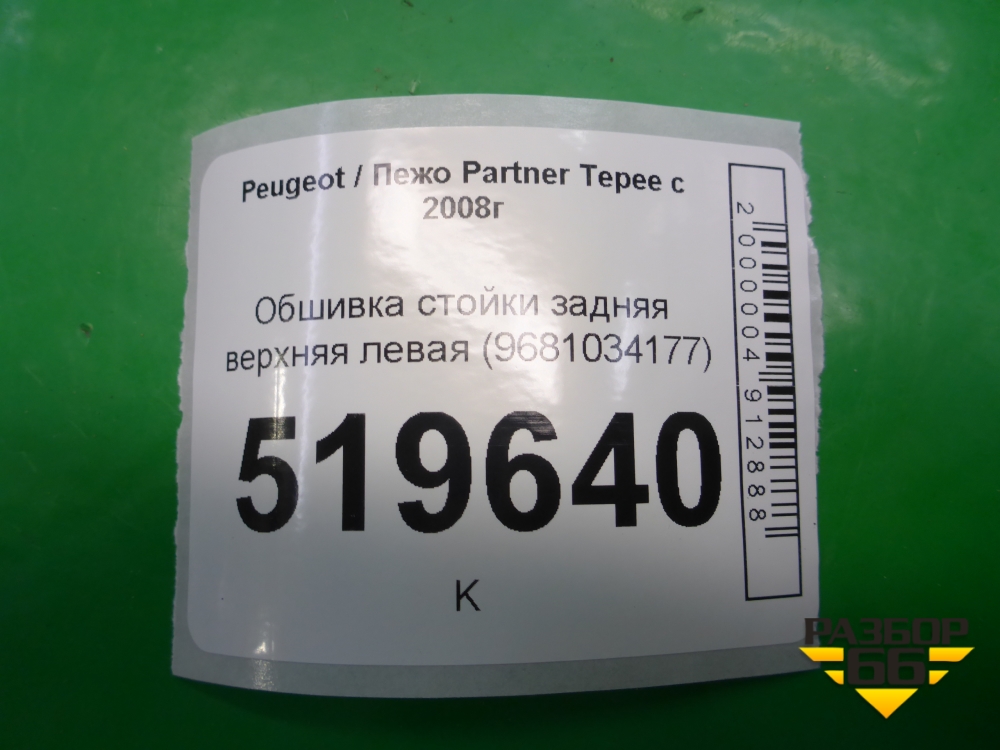 Peugeot / Пежо Partner Tepee с
2008г
Обшивка стойки задняя
верхняя левая (9681034177)
519640
К
2000004912888
РАЗБОР
66